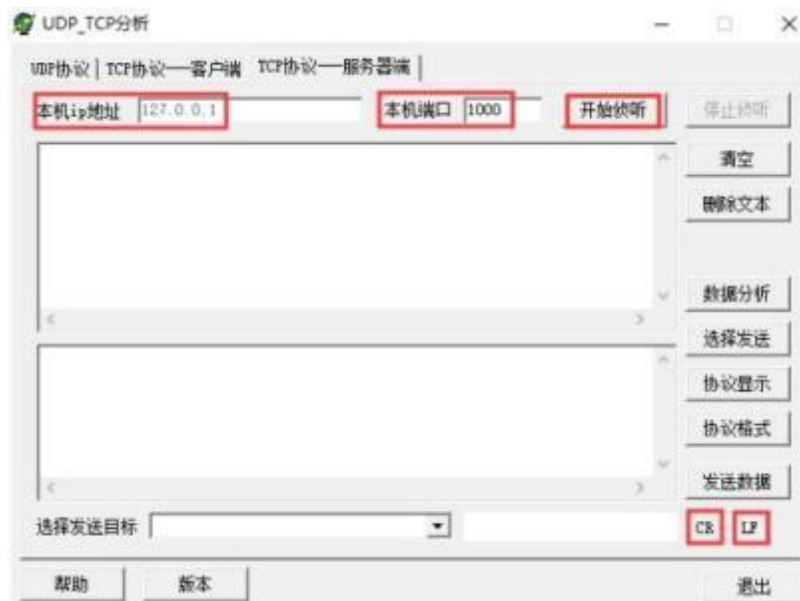 UDP_TCP分析
UDP协议 TCP协议——客户端 TCP协议——服务器端
本机ip地址 127.0.0.1 本机端口 1000 开始侦听 停止侦听
清空
删除文本
数据分析
选择发送
协议显示
协议格式
发送数据
选择发送目标 CR LF
帮助 版本 退出